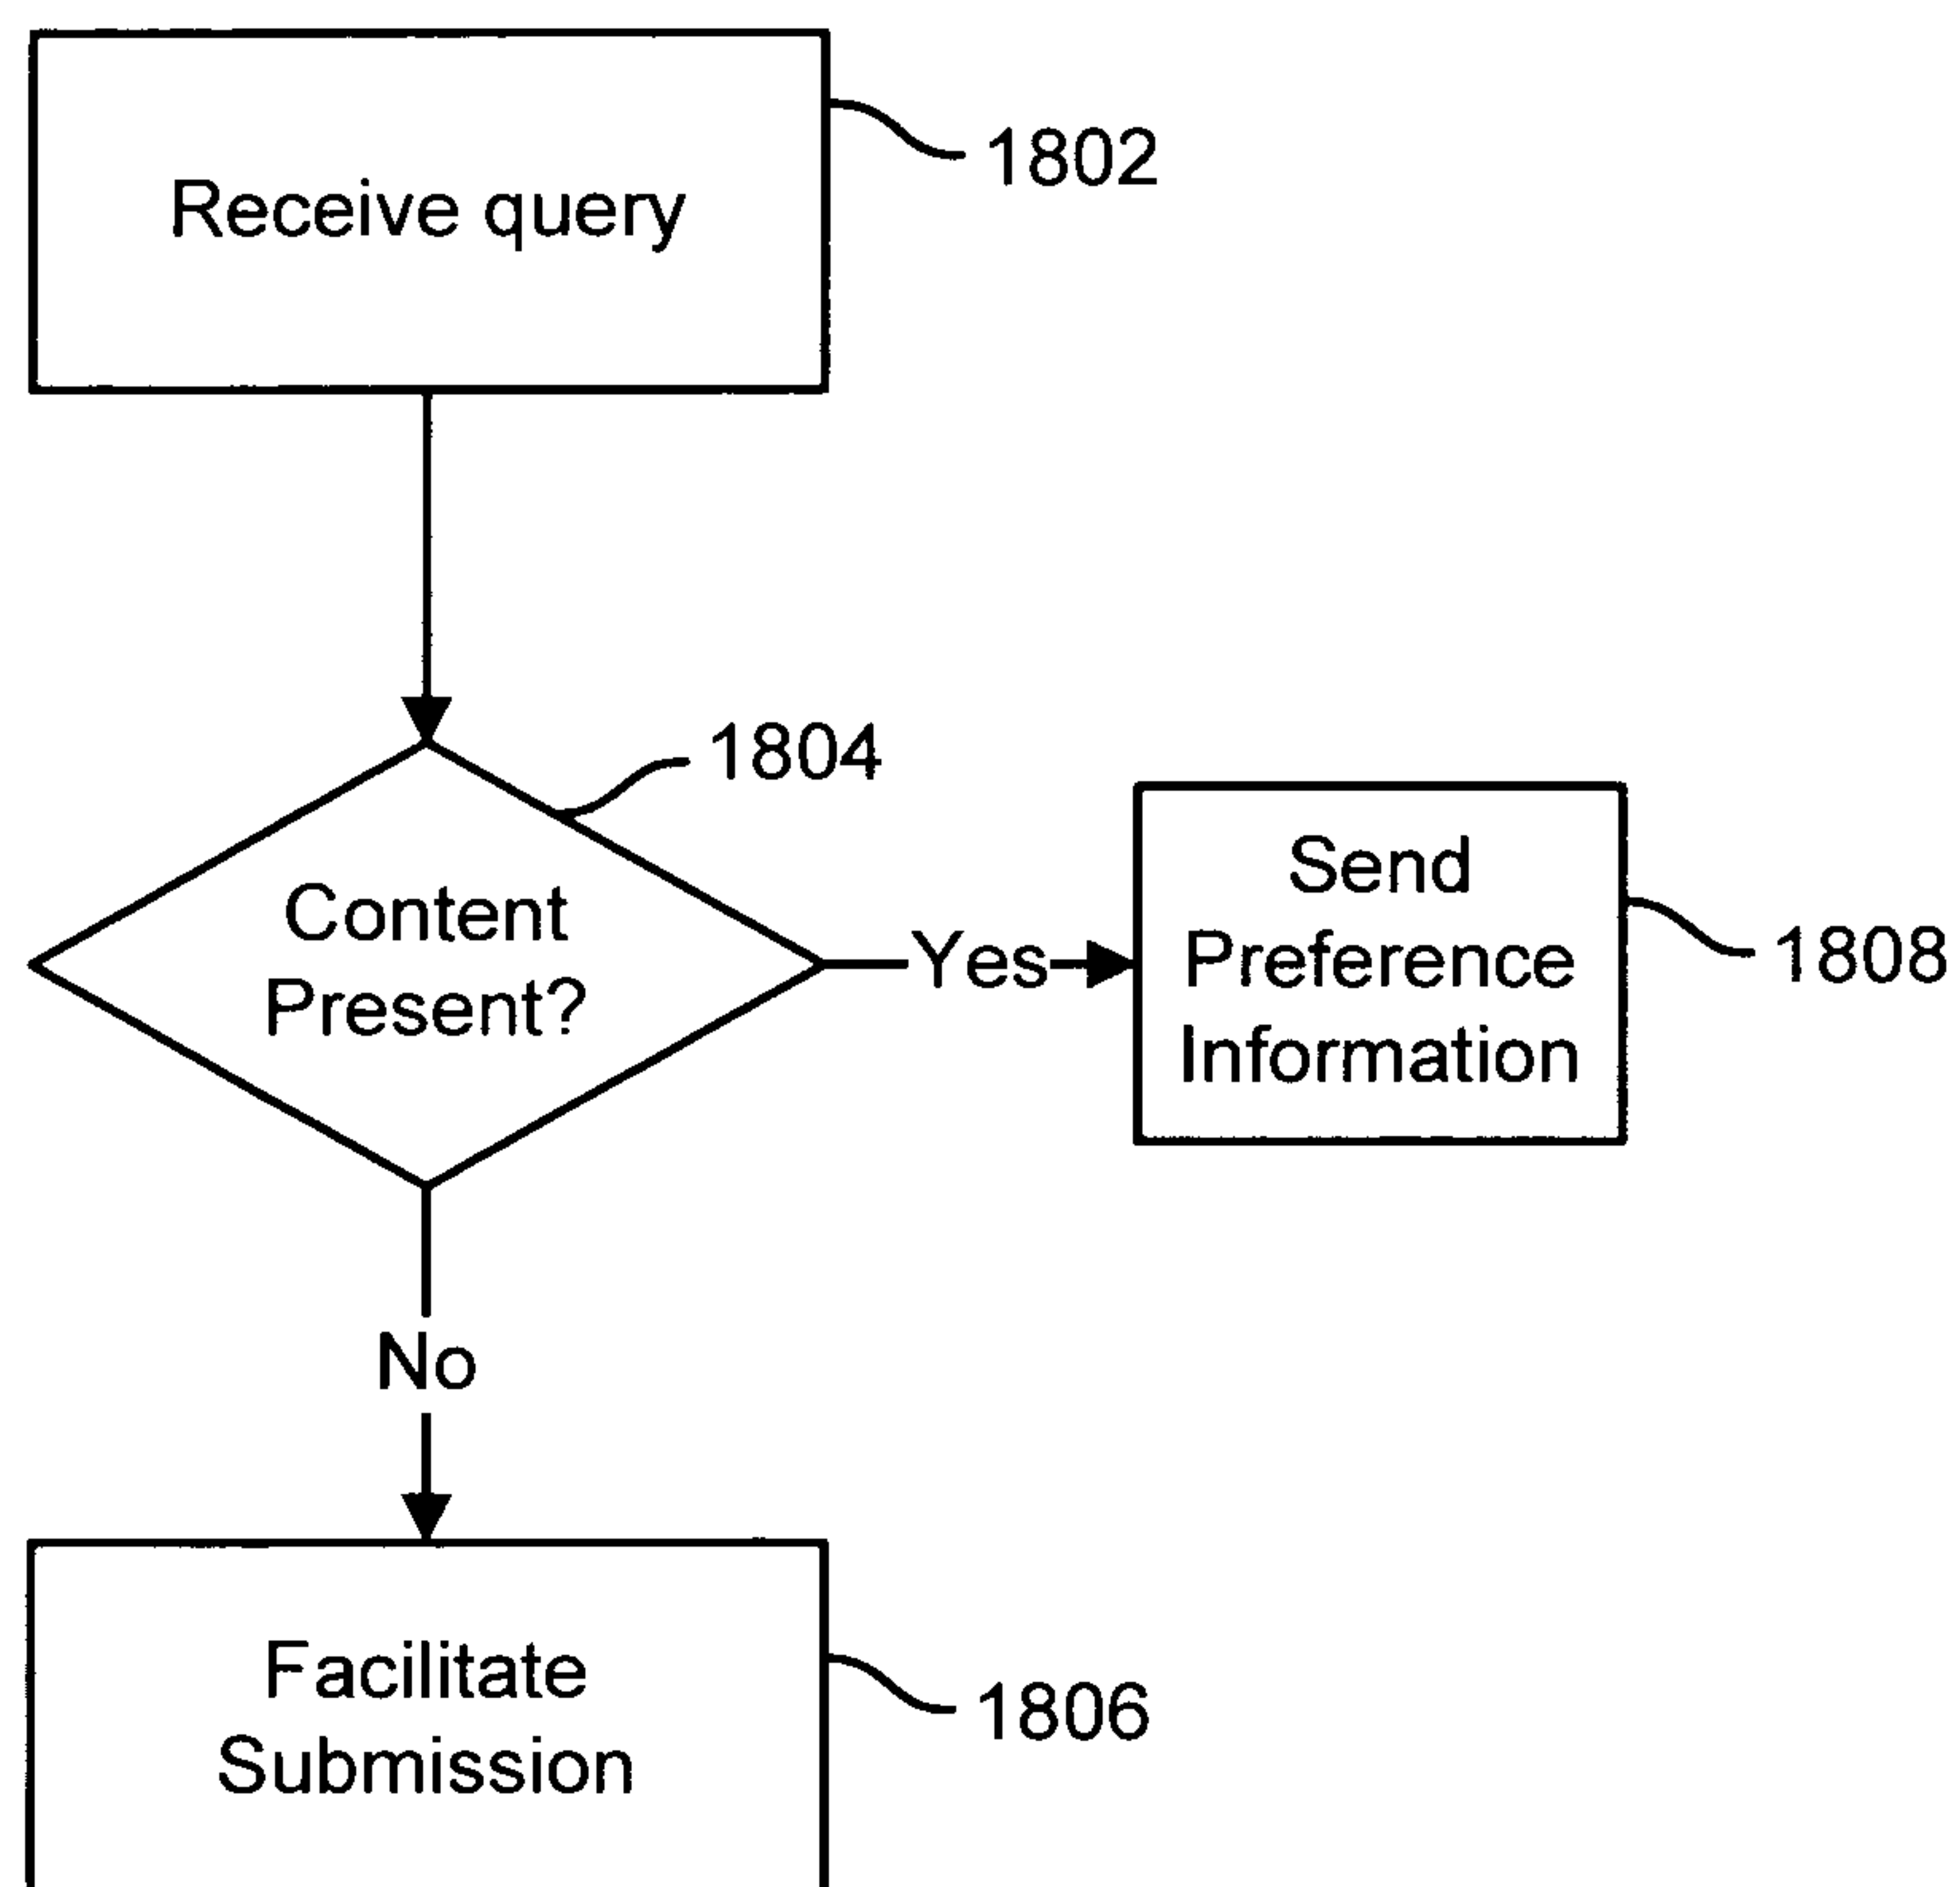 Receive query
1802
1804
Content
Present?
Yes
Send
Preference
Information
1808
No
Facilitate
Submission
1806